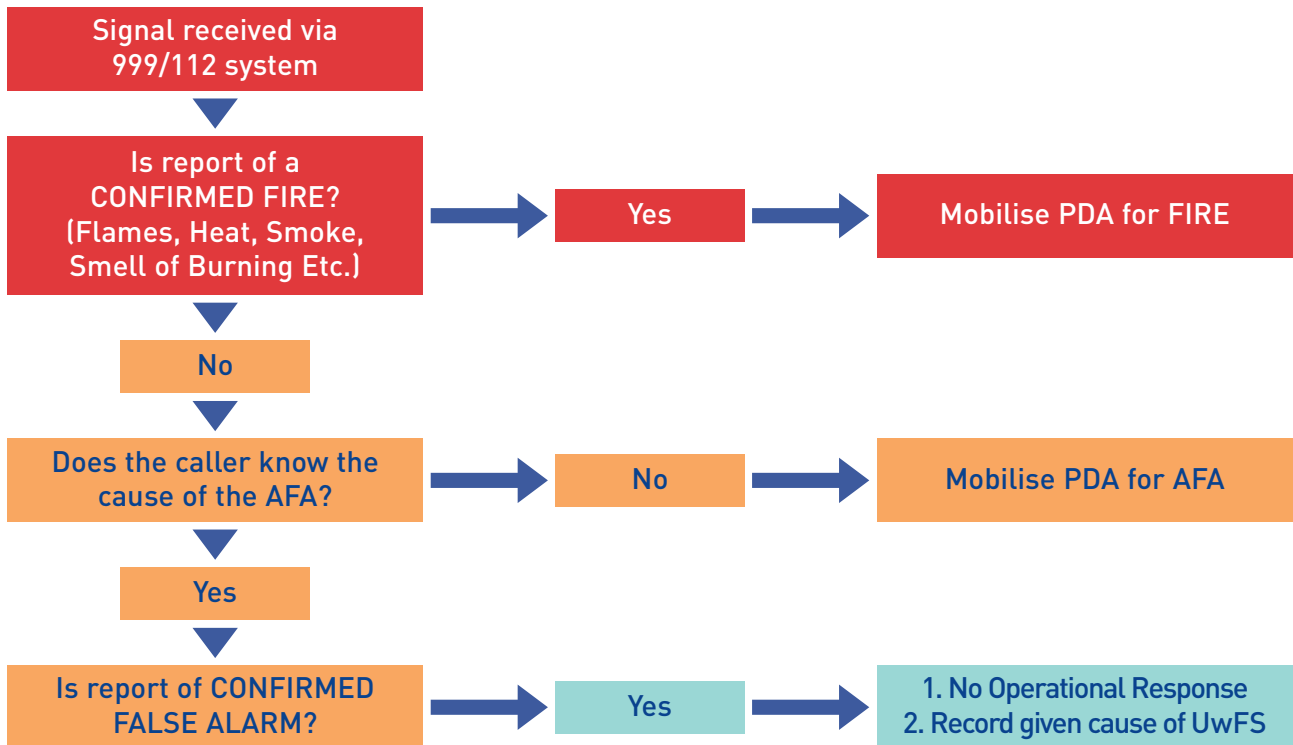 Signal received via
999/112 system
Is report of a
CONFIRMED FIRE?
(Flames, Heat, Smoke,
Smell of Burning Etc.)
Yes
Mobilise PDA for FIRE
No
Does the caller know the
cause of the AFA?
No
Mobilise PDA for AFA
Yes
Is report of CONFIRMED
FALSE ALARM?
Yes
1. No Operational Response
2. Record given cause of UwFS